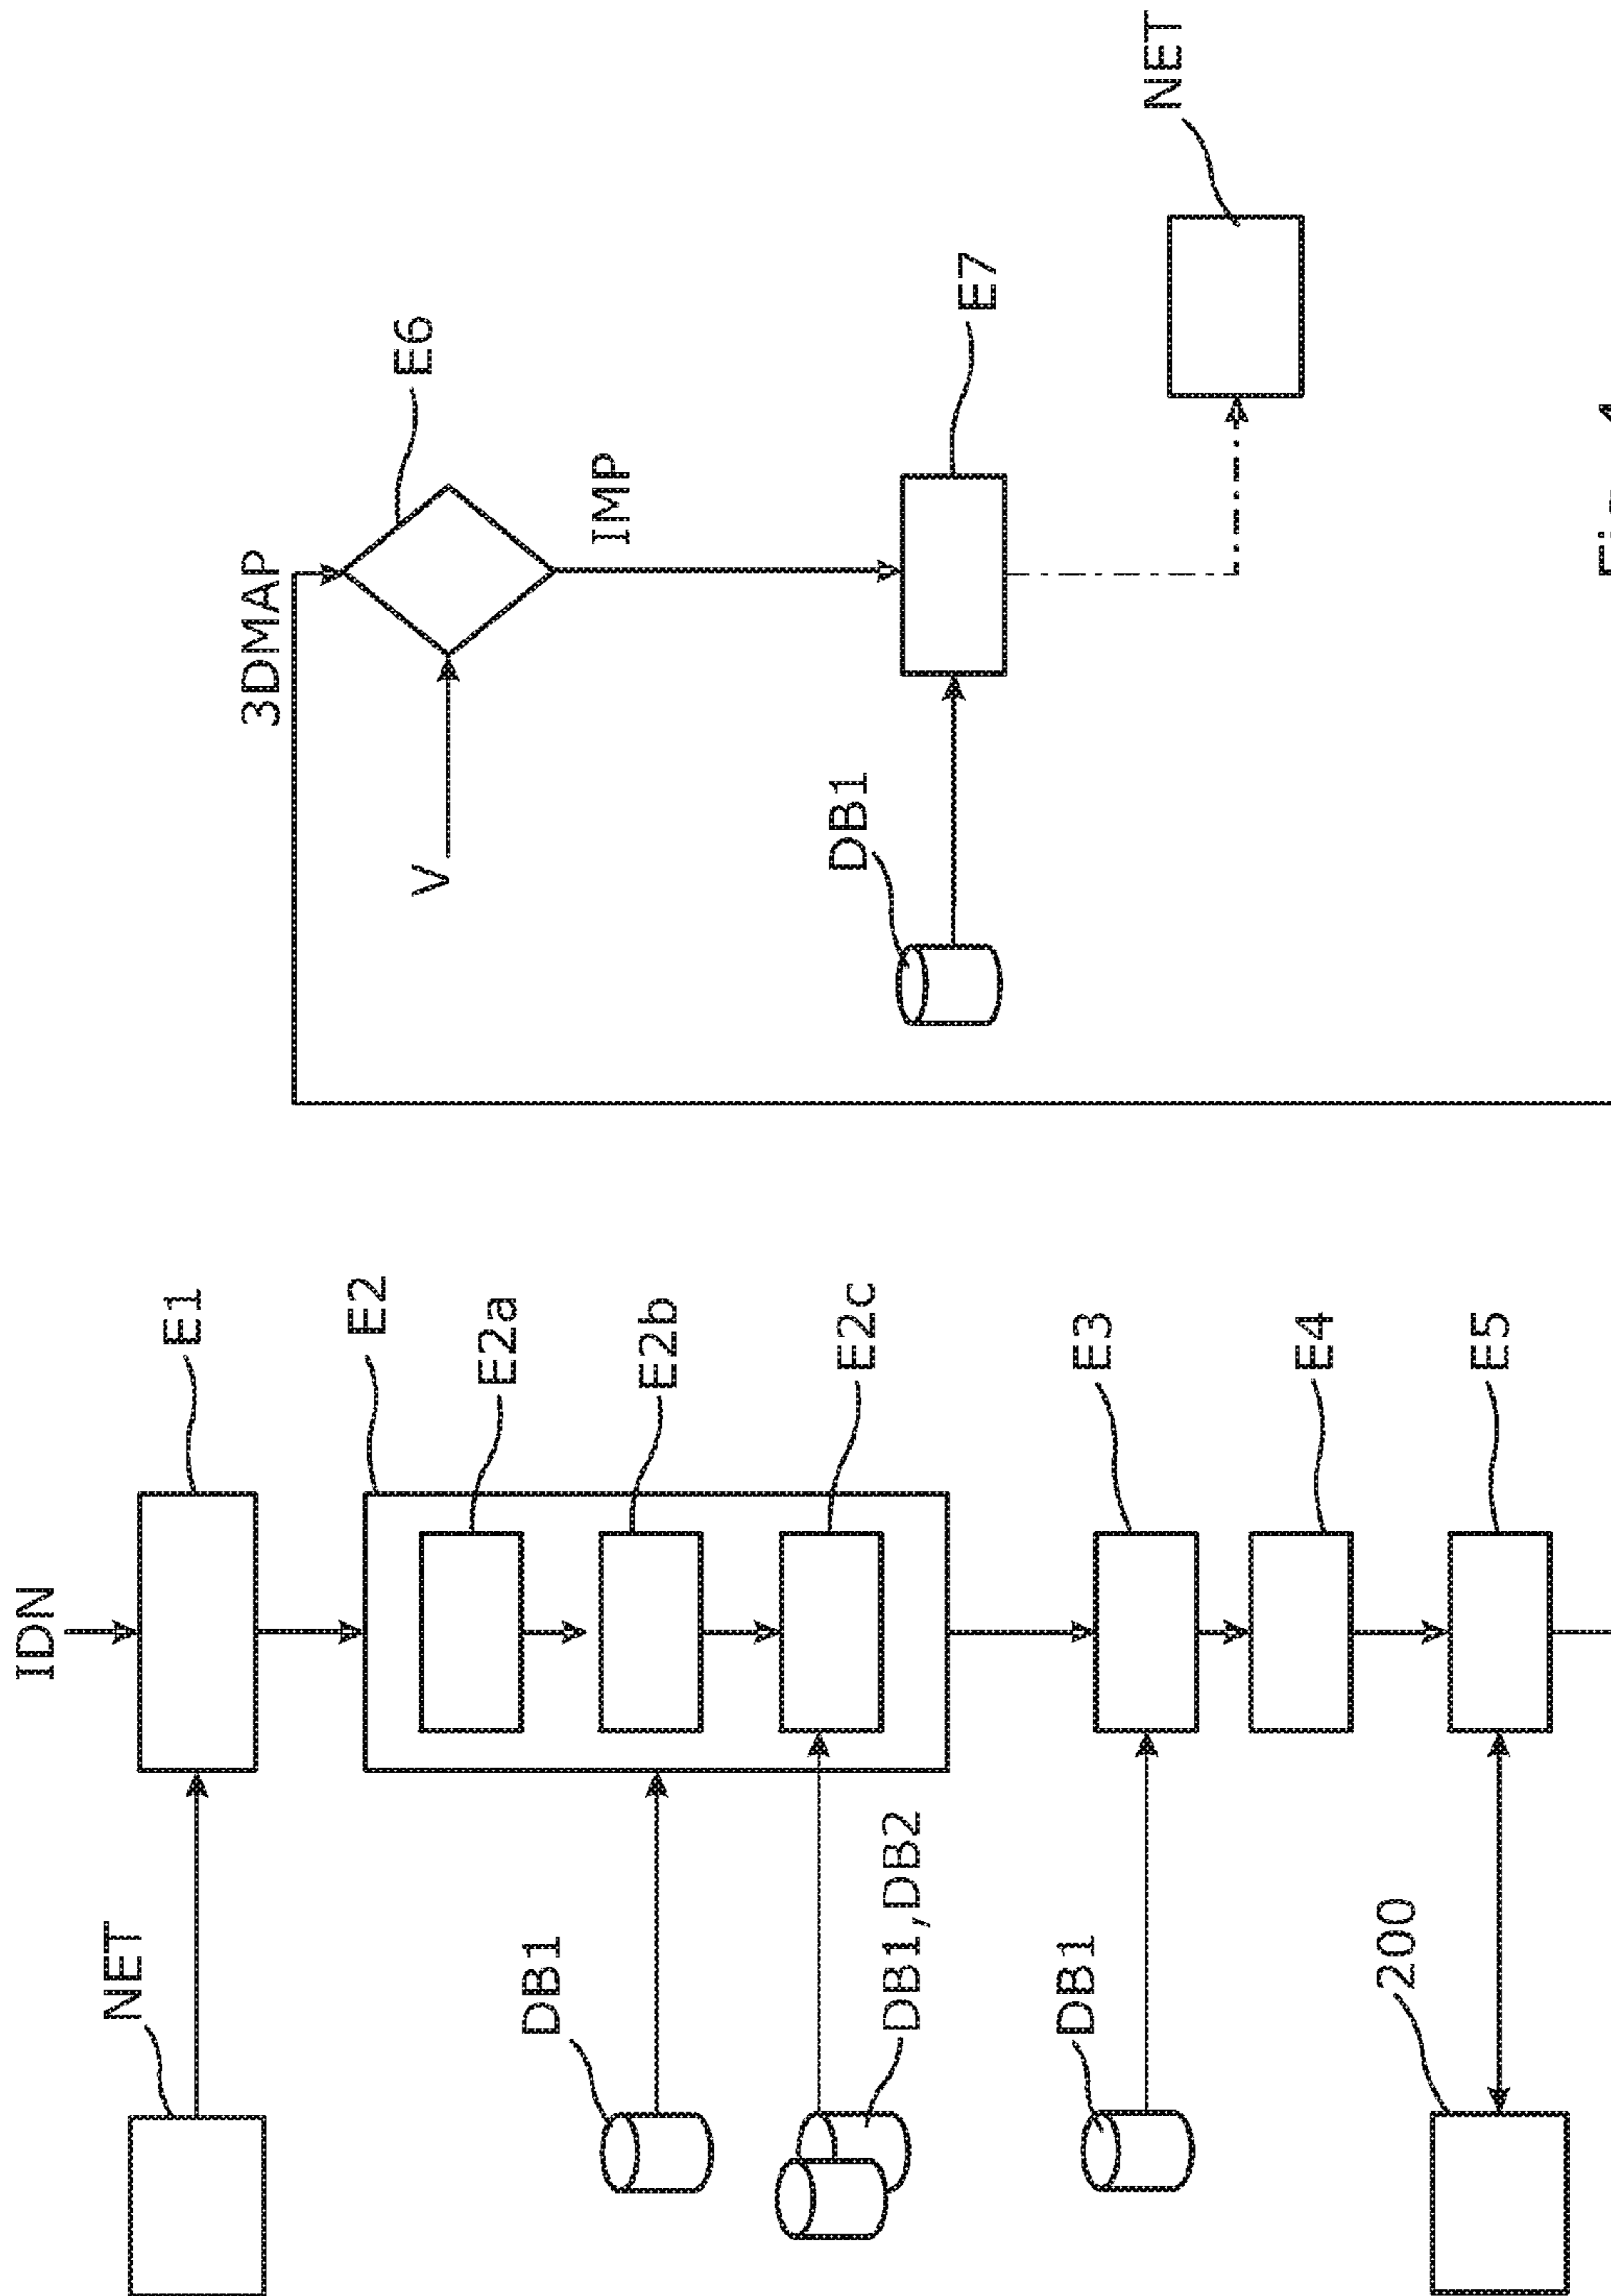 IDN
NET
E1
E2
E2a
DB1
E2b
E2c
DB1,DB2
DB1
E3
E4
200
E5
3DMAP
E6
V
IMP
DB1
E7
NET